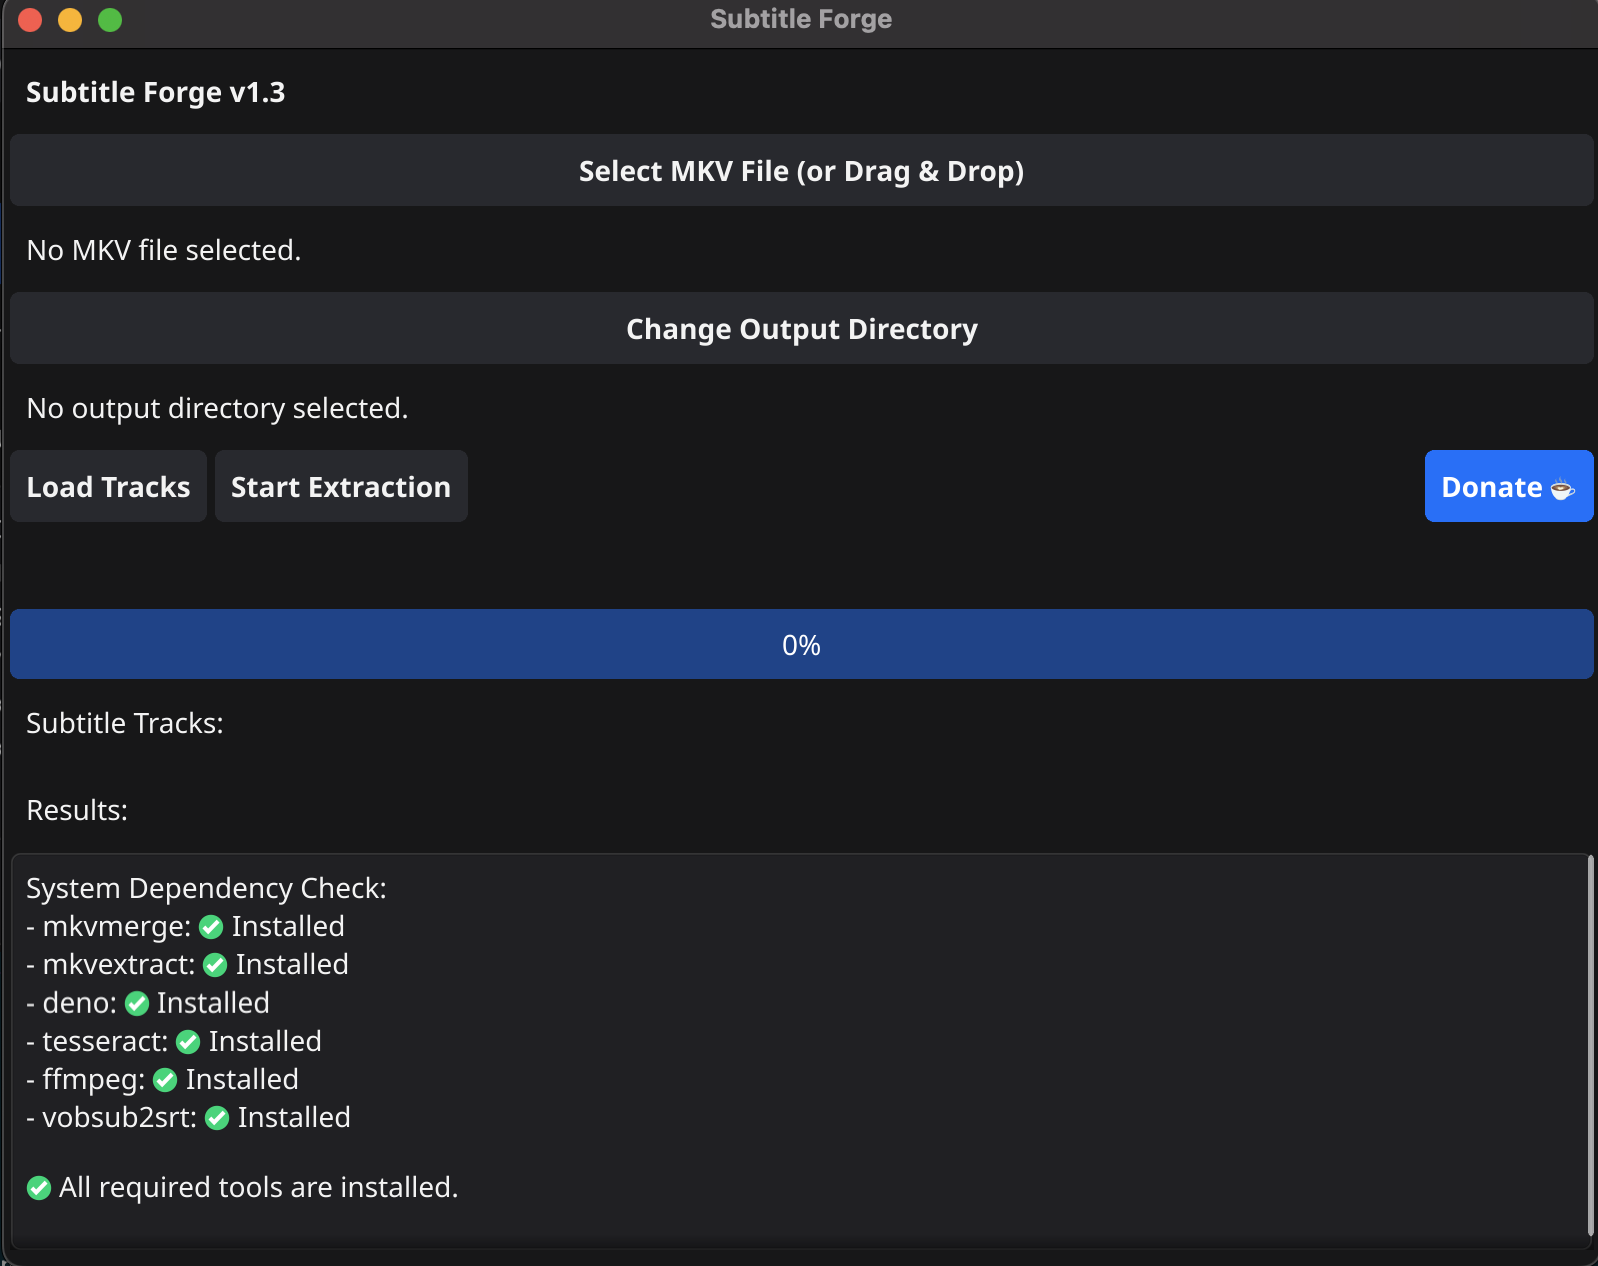 Subtitle Forge
Subtitle Forge v1.3
Select MKV File (or Drag & Drop)
No MKV file selected.
Change Output Directory
No output directory selected.
Load Tracks Start Extraction Donate ☕
0%
Subtitle Tracks:
Results:
System Dependency Check:
- mkvmerge: ✅ Installed
- mkvextract: ✅ Installed
- deno: ✅ Installed
- tesseract: ✅ Installed
- ffmpeg: ✅ Installed
- vobsub2srt: ✅ Installed
✅ All required tools are installed.